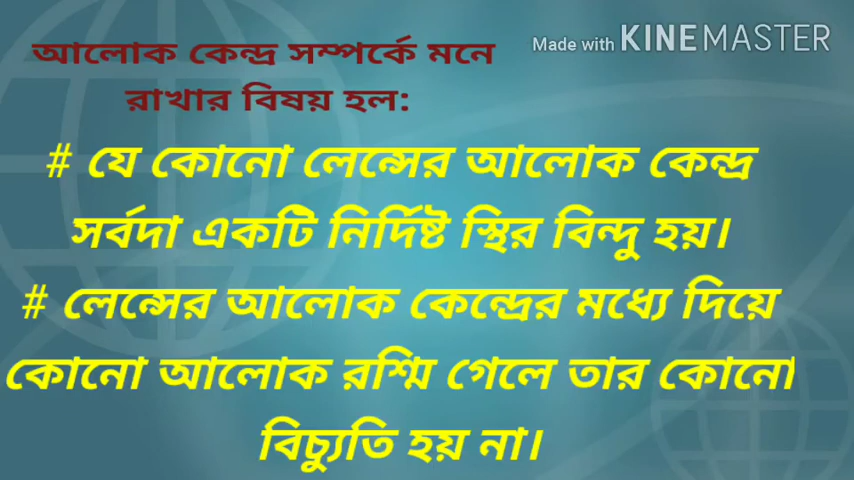 আলোক কেন্দ্র সম্পর্কে মনে
রাখার বিষয় হল:
Made with KINEMASTER
# যে কোনো লেন্সের আলোক কেন্দ্র
সর্বদা একটি নির্দিষ্ট স্থির বিন্দু হয়।
# লেন্সের আলোক কেন্দ্রের মধ্যে দিয়ে
কোনো আলোক রশ্মি গেলে তার কোনো
বিচ্যুতি হয় না।